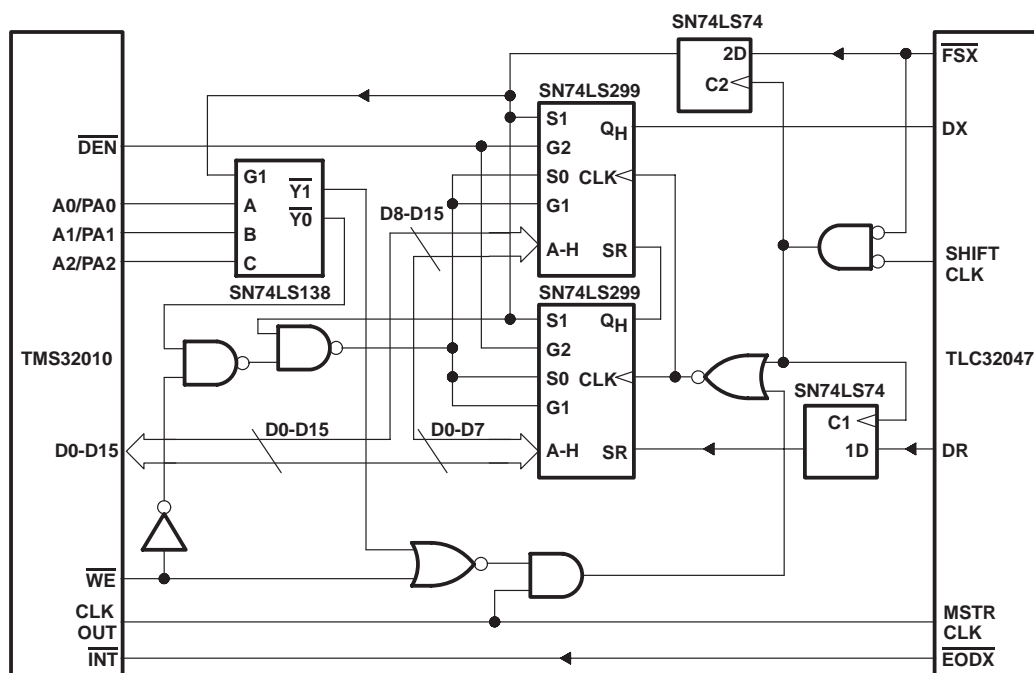 SN74LS74
2D
C2
FSX
SN74LS299
S1
QH
DX
DEN
G2
G1
Y1
S0
CLK
A0/PA0
A
Y0
D8-D15
G1
A1/PA1
B
A-H
SR
SHIFT
CLK
A2/PA2
C
SN74LS138
SN74LS299
S1
QH
TMS32010
G2
TLC32047
S0
CLK
SN74LS74
G1
C1
D0-D15
D0-D15
D0-D7
A-H
SR
1D
DR
WE
CLK
OUT
MSTR
CLK
INT
EODX